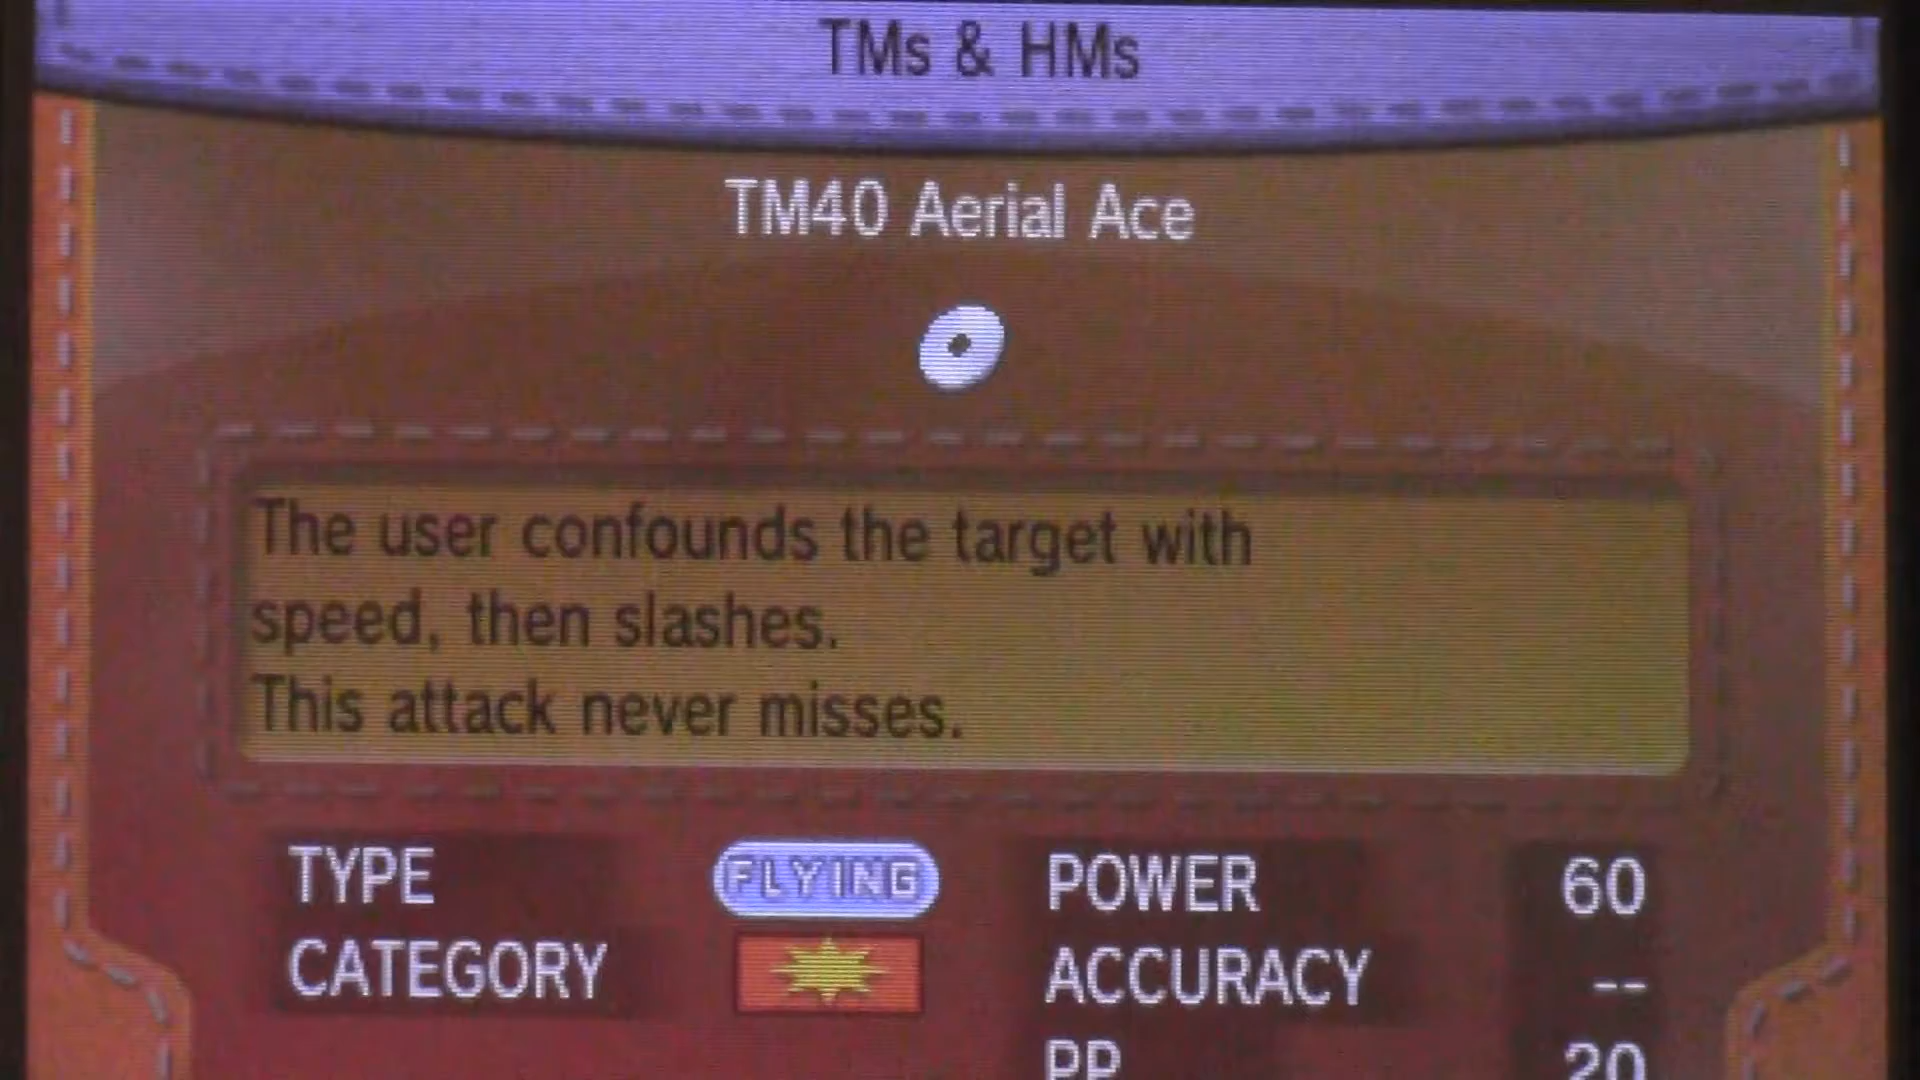 TMs & HMs
TM40 Aerial Ace
The user confounds the target with
speed, then slashes.
This attack never misses.
TYPE FLYING POWER 60
CATEGORY ACCURACY --
PP 20